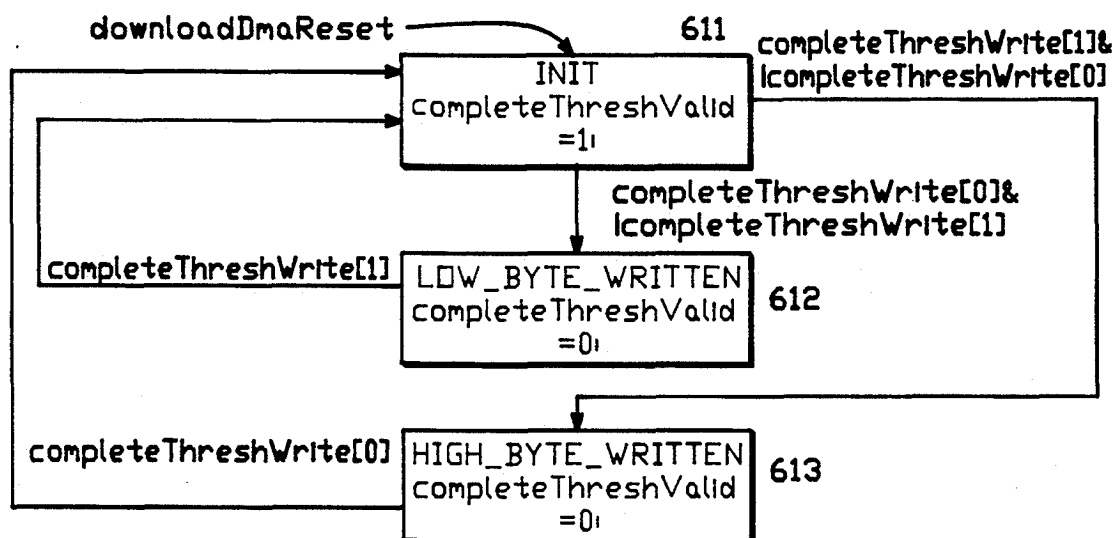 downloadDmaReset
611
completeThreshWrite[1]&
!completeThreshWrite[0]
INIT
completeThreshValid
=1;
completeThreshWrite[0]&
!completeThreshWrite[1]
completeThreshWrite[1]
LOW_BYTE_WRITTEN
completeThreshValid
=0;
612
completeThreshWrite[0]
HIGH_BYTE_WRITTEN
completeThreshValid
=0;
613